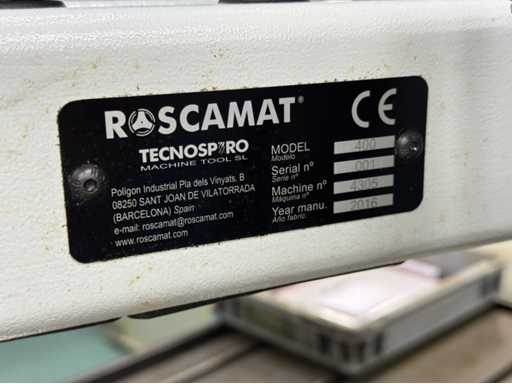 ROSCAMAT®
CE
TECNOSPIRO
MACHINE TOOL SL
Poligon Industrial Pla dels Vinyats, B
08250 SANT JOAN DE VILATORRADA
(BARCELONA) Spain
e-mail: roscamat@roscamat.com
www.roscamat.com
MODEL 400
Modelo
Serial nº 001
Serie nº
Machine nº 4305
Máquina nº
Year manu. 2016
Año fabric.